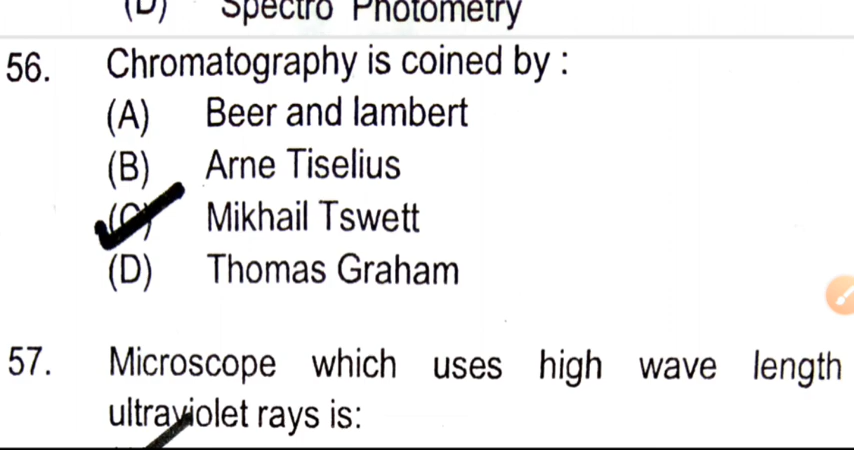 (D) Spectro Photometry
56. Chromatography is coined by :
(A) Beer and lambert
(B) Arne Tiselius
(C) Mikhail Tswett
(D) Thomas Graham
57. Microscope which uses high wave length
ultraviolet rays is: